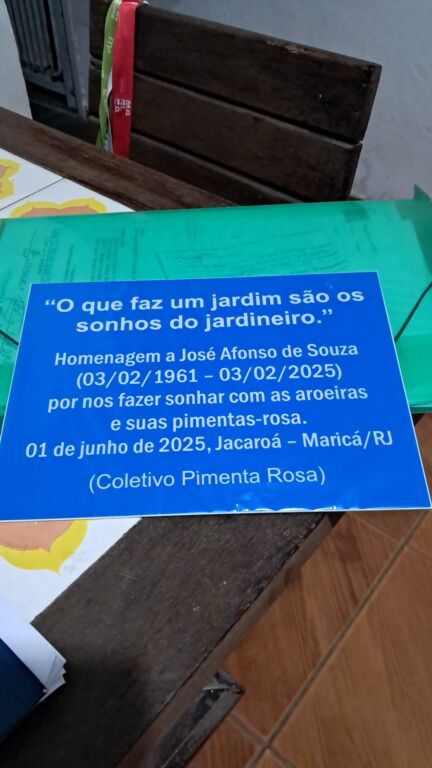 MA
ELA
"O que faz um jardim são os
sonhos do jardineiro."
Homenagem a José Afonso de Souza
(03/02/1961 – 03/02/2025)
por nos fazer sonhar com as aroeiras
e suas pimentas-rosa.
01 de junho de 2025, Jacaroá – Maricá/RJ
(Coletivo Pimenta Rosa)